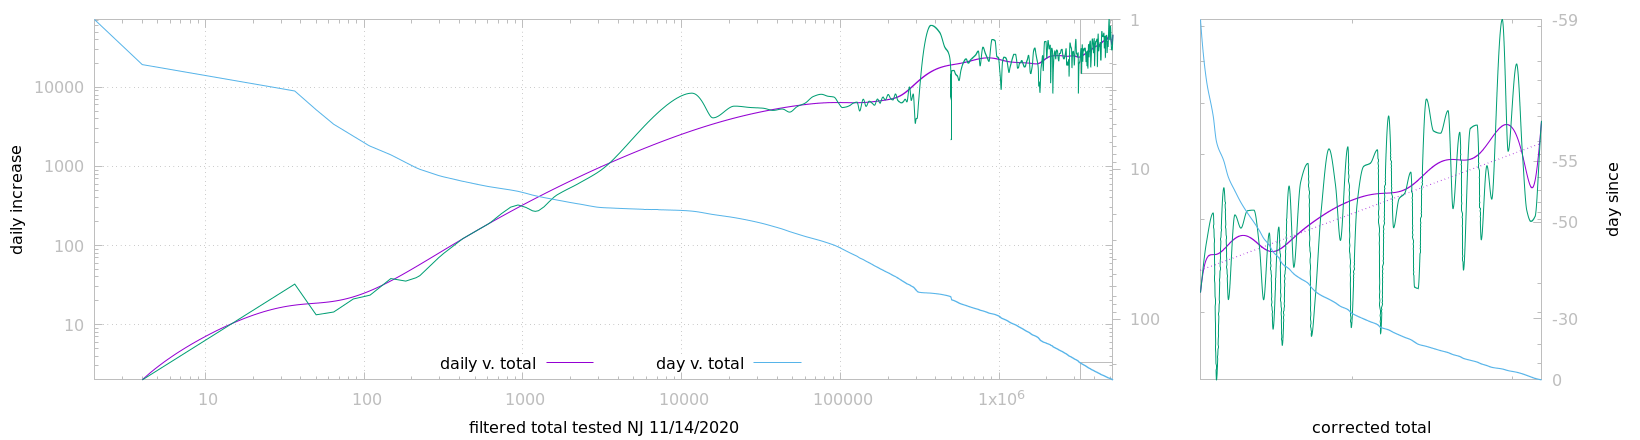 daily increase
10000
1000
100
10
10
100
1000
10000
100000
1x10^6
1
10
100
daily v. total
day v. total
filtered total tested NJ 11/14/2020
-59
-55
-50
-30
0
day since
corrected total